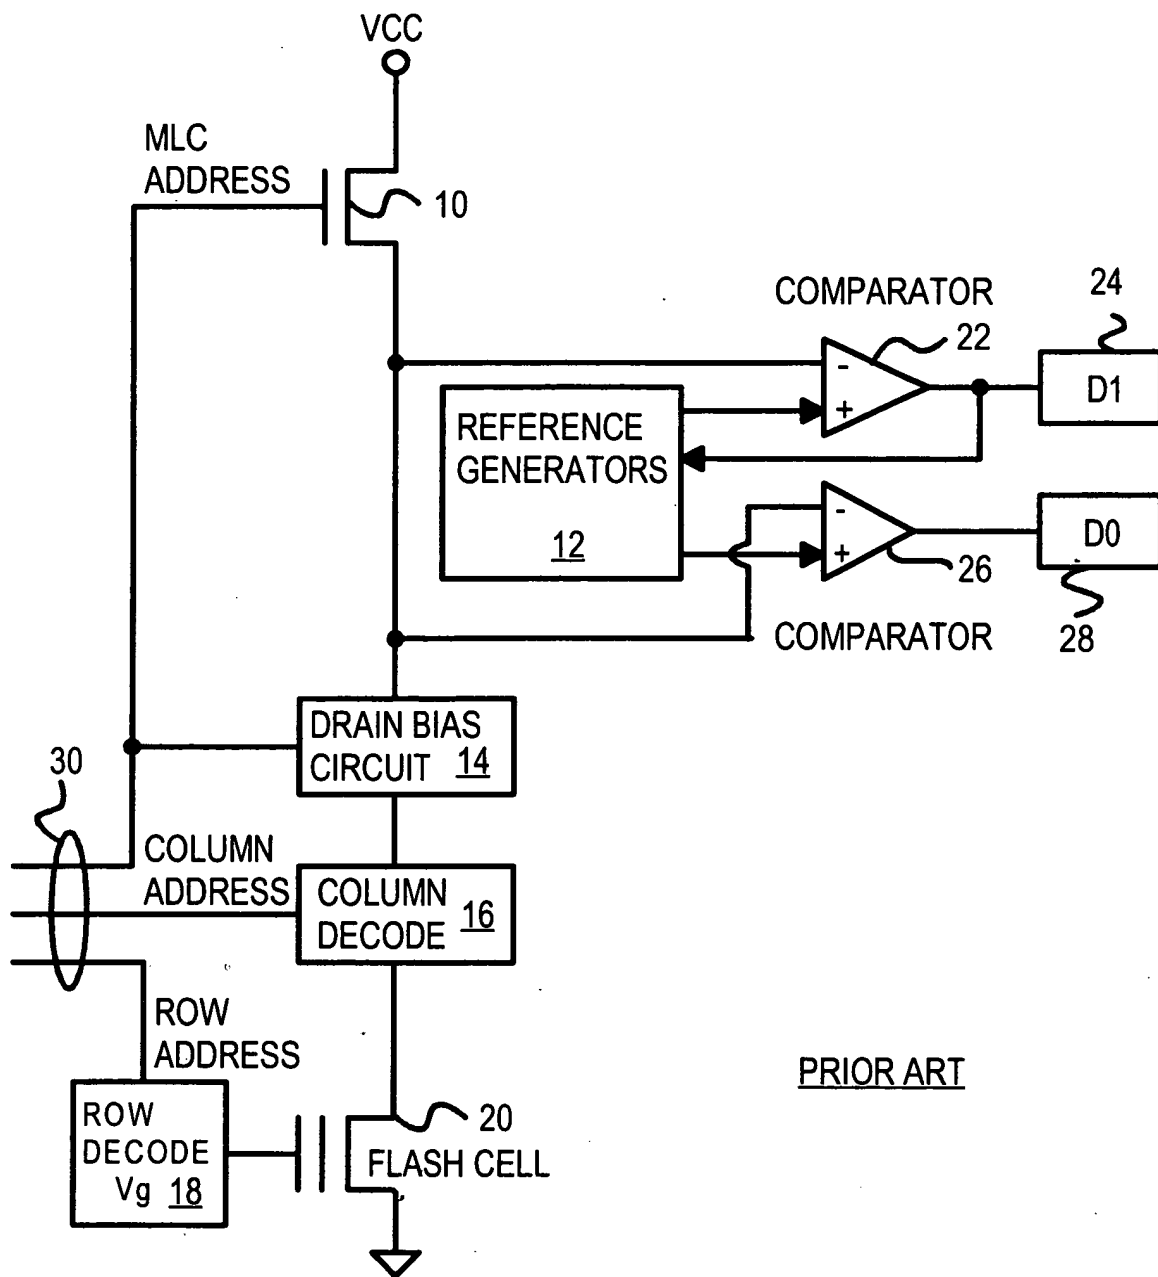 VCC
MLC
ADDRESS
10
COMPARATOR
22
24
-
+
D1
REFERENCE
GENERATORS
12
-
+
D0
26
COMPARATOR
28
DRAIN BIAS
CIRCUIT 14
30
COLUMN
ADDRESS
COLUMN
DECODE 16
ROW
ADDRESS
PRIOR ART
ROW
DECODE
Vg 18
20
FLASH CELL